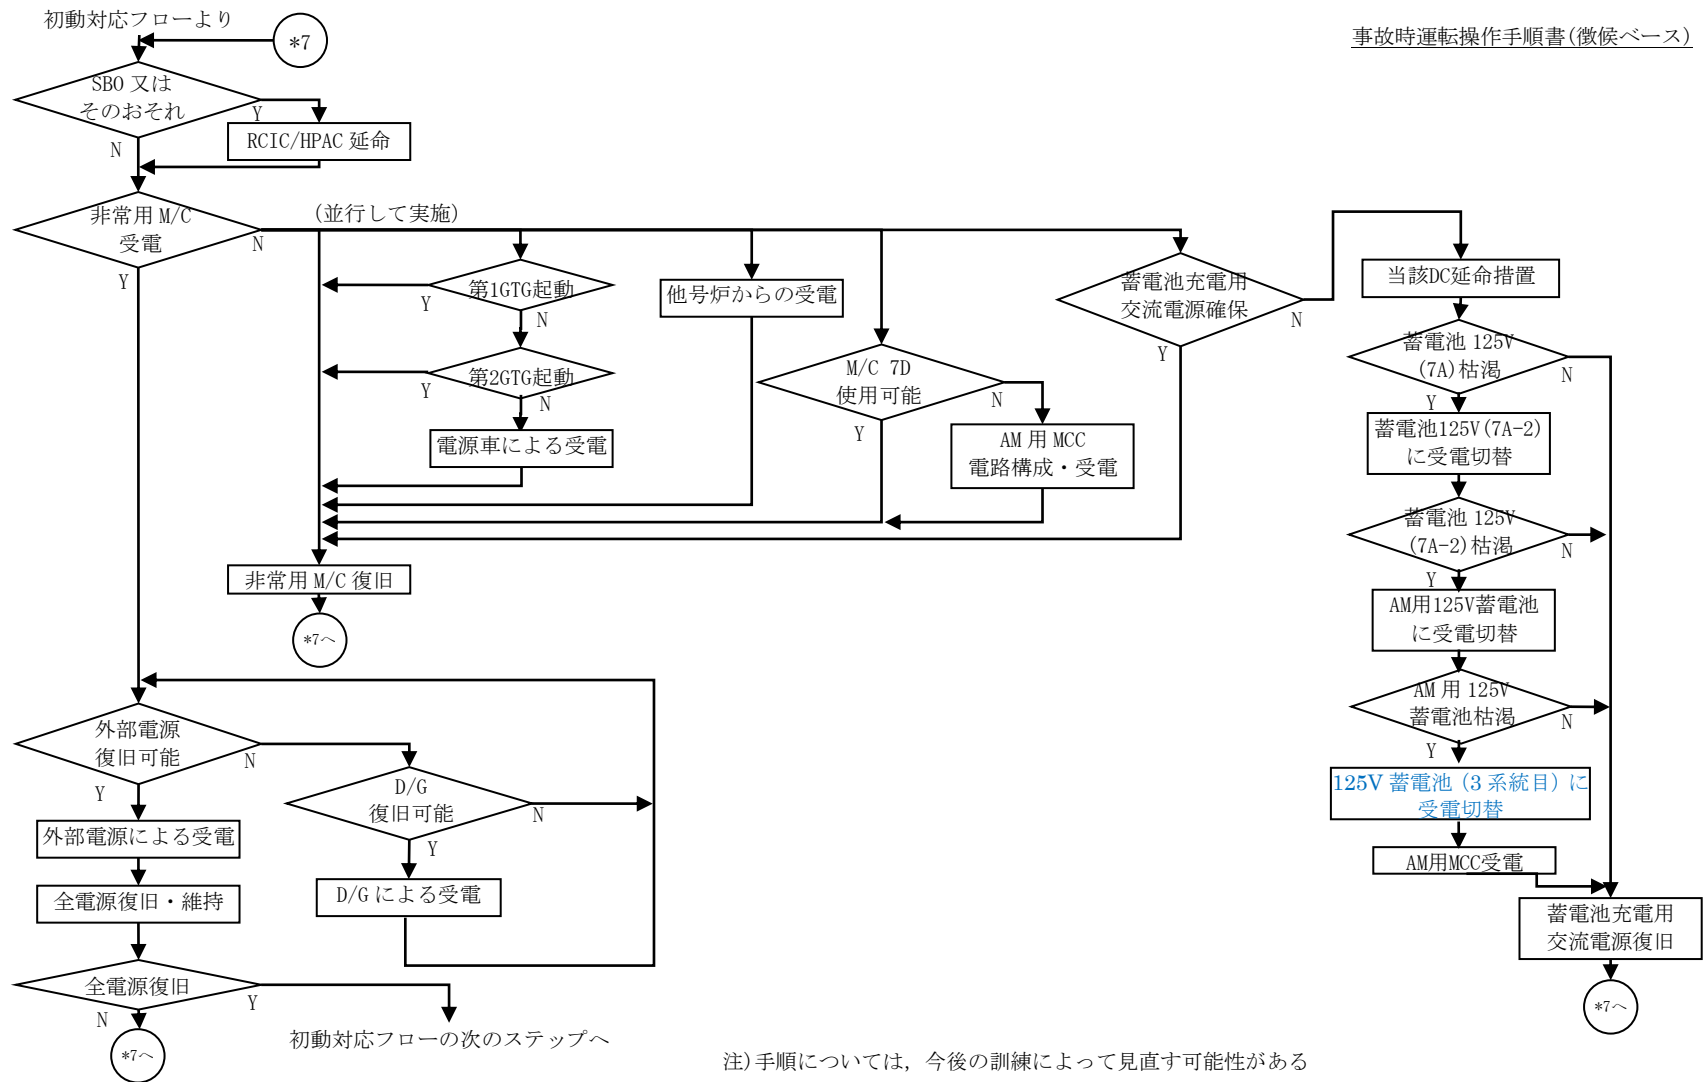 初動対応フローより
*7
事故時運転操作手順書(徴候ベース)
SBO 又は
そのおそれ
Y
N
RCIC/HPAC 延命
非常用 M/C
受電
N
Y
(並行して実施)
第1GTG起動
Y
N
第2GTG起動
Y
N
電源車による受電
他号炉からの受電
M/C 7D
使用可能
N
Y
AM 用 MCC
電路構成・受電
蓄電池充電用
交流電源確保
N
Y
非常用 M/C 復旧
*7へ
当該DC延命措置
蓄電池 125V
(7A)枯渇
N
Y
蓄電池125V(7A-2)
に受電切替
蓄電池 125V
(7A-2)枯渇
N
Y
AM用125V蓄電池
に受電切替
AM 用 125V
蓄電池枯渇
N
Y
125V 蓄電池（3 系統目）に
受電切替
AM用MCC受電
蓄電池充電用
交流電源復旧
*7へ
外部電源
復旧可能
N
Y
D/G
復旧可能
N
Y
外部電源による受電
D/G による受電
全電源復旧・維持
全電源復旧
Y
N
*7へ
初動対応フローの次のステップへ
注)手順については，今後の訓練によって見直す可能性がある